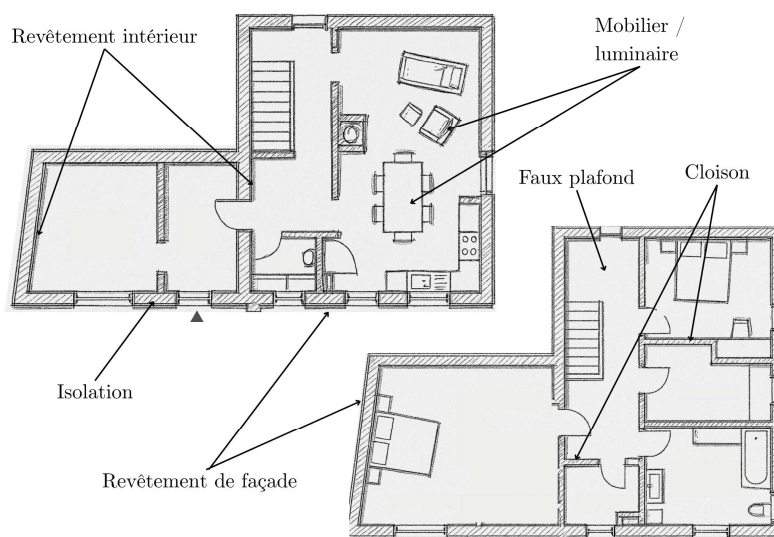 Revêtement intérieur
Mobilier /
luminaire
Faux plafond
Cloison
Isolation
Revêtement de façade